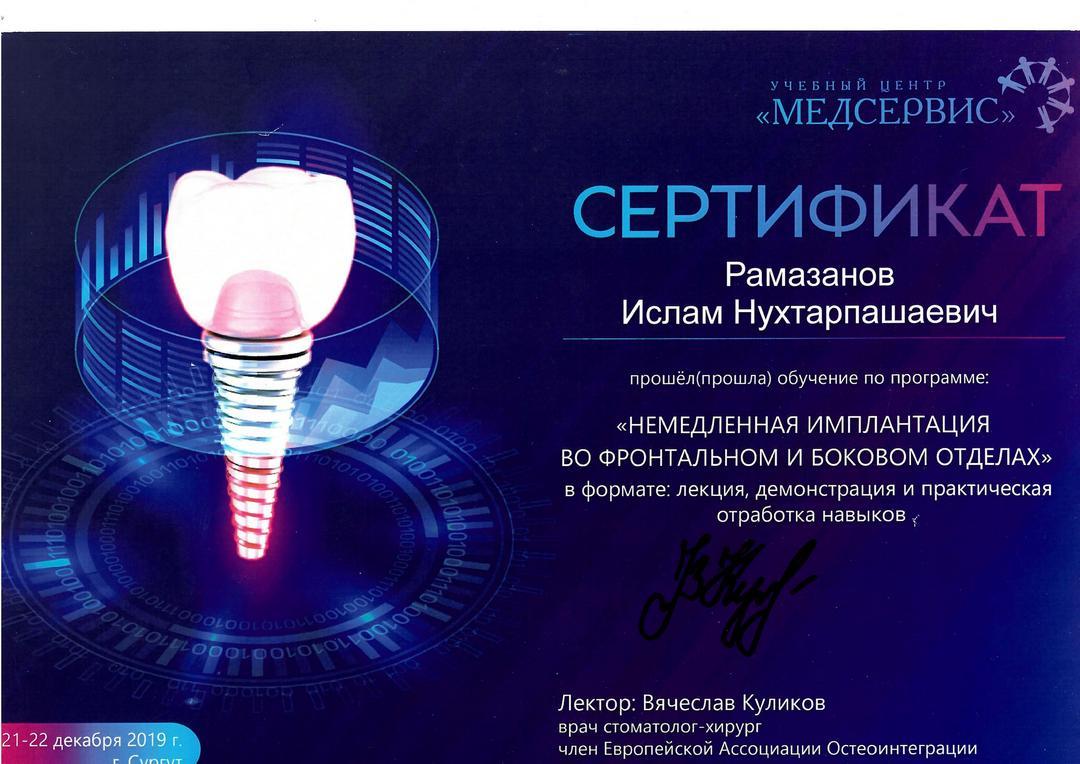 УЧЕБНЫЙ ЦЕНТР
«МЕДСЕРВИС»
СЕРТИФИКАТ
Рамазанов
Ислам Нухтарпашаевич
прошёл(прошла) обучение по программе:
«НЕМЕДЛЕННАЯ ИМПЛАНТАЦИЯ
ВО ФРОНТАЛЬНОМ И БОКОВОМ ОТДЕЛАХ»
в формате: лекция, демонстрация и практическая
отработка навыков
Лектор: Вячеслав Куликов
врач стоматолог-хирург
член Европейской Ассоциации Остеоинтеграции
21-22 декабря 2019 г.
г. Сургут